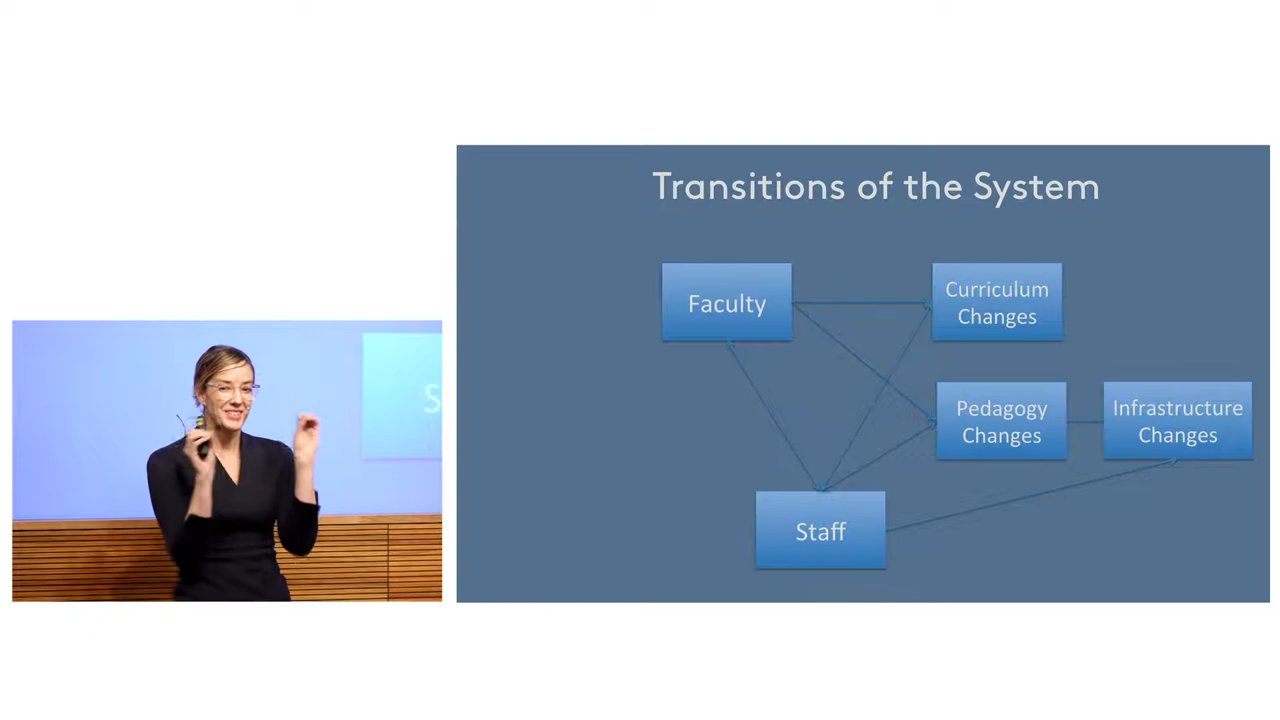 Transitions of the System
Faculty
Curriculum
Changes
Pedagogy
Changes
Infrastructure
Changes
Staff
S